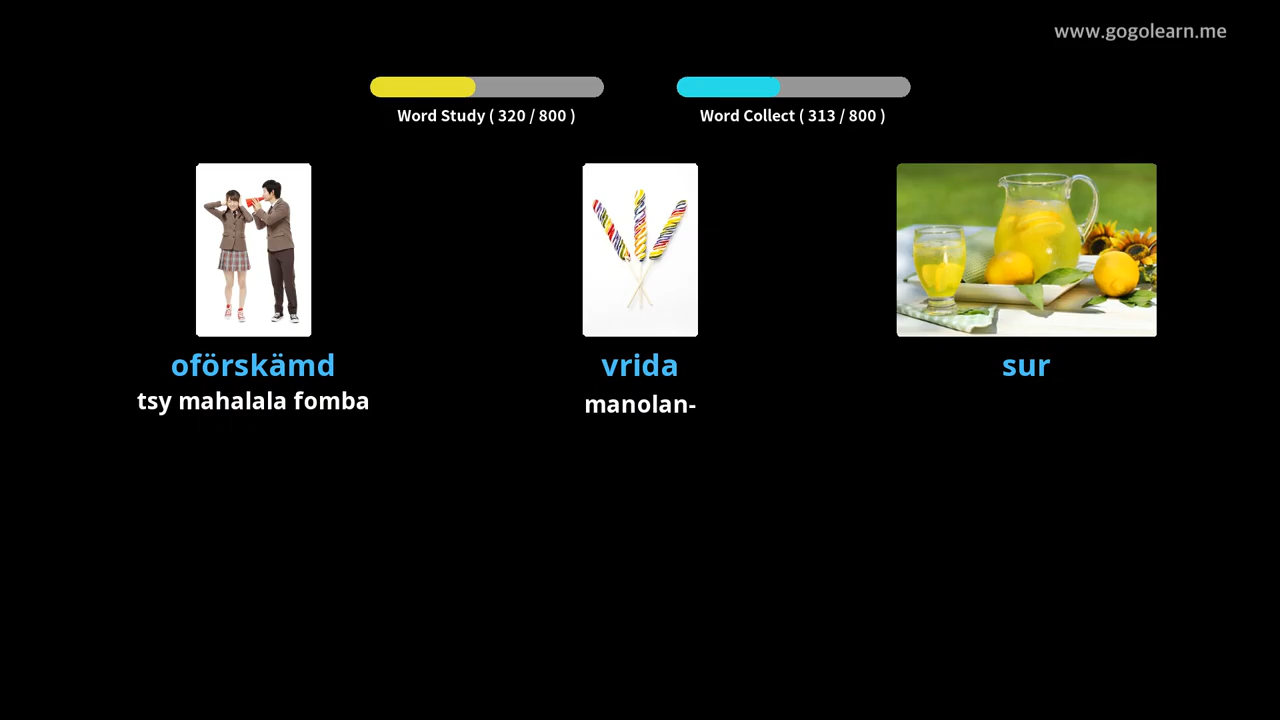 www.gogolearn.me
Word Study ( 320 / 800 )
Word Collect ( 313 / 800 )
oförskämd
vrida
sur
tsy mahalala fomba
manolan-